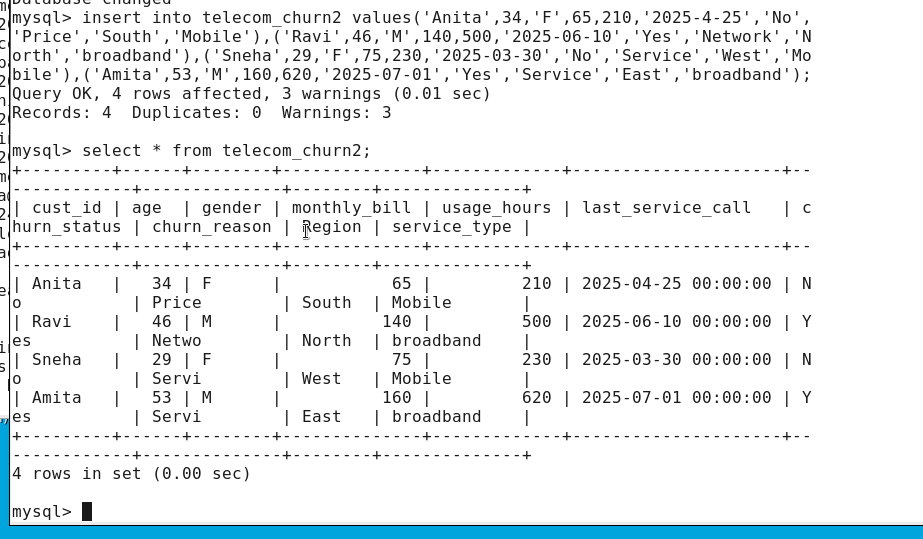 mysql> insert into telecom_churn2 values('Anita',34,'F',65,210,'2025-4-25','No',
'Price','South','Mobile'),('Ravi',46,'M',140,500,'2025-06-10','Yes','Network','N
orth','broadband'),('Sneha',29,'F',75,230,'2025-03-30','No','Service','West','Mo
bile'),('Amita',53,'M',160,620,'2025-07-01','Yes','Service','East','broadband');
Query OK, 4 rows affected, 3 warnings (0.01 sec)
Records: 4  Duplicates: 0  Warnings: 3
mysql> select * from telecom_churn2;
+---------+------+--------+--------------+-------------+---------------------+--
------------+--------------+--------+--------------+
| cust_id | age  | gender | monthly_bill | usage_hours | last_service_call   | c
hurn_status | churn_reason | Region | service_type |
+---------+------+--------+--------------+-------------+---------------------+--
------------+--------------+--------+--------------+
| Anita   |   34 | F      |           65 |         210 | 2025-04-25 00:00:00 | N
o           | Price        | South  | Mobile       |
| Ravi    |   46 | M      |          140 |         500 | 2025-06-10 00:00:00 | Y
es          | Netwo        | North  | broadband    |
| Sneha   |   29 | F      |           75 |         230 | 2025-03-30 00:00:00 | N
o           | Servi        | West   | Mobile       |
| Amita   |   53 | M      |          160 |         620 | 2025-07-01 00:00:00 | Y
es          | Servi        | East   | broadband    |
+---------+------+--------+--------------+-------------+---------------------+--
------------+--------------+--------+--------------+
4 rows in set (0.00 sec)
mysql>